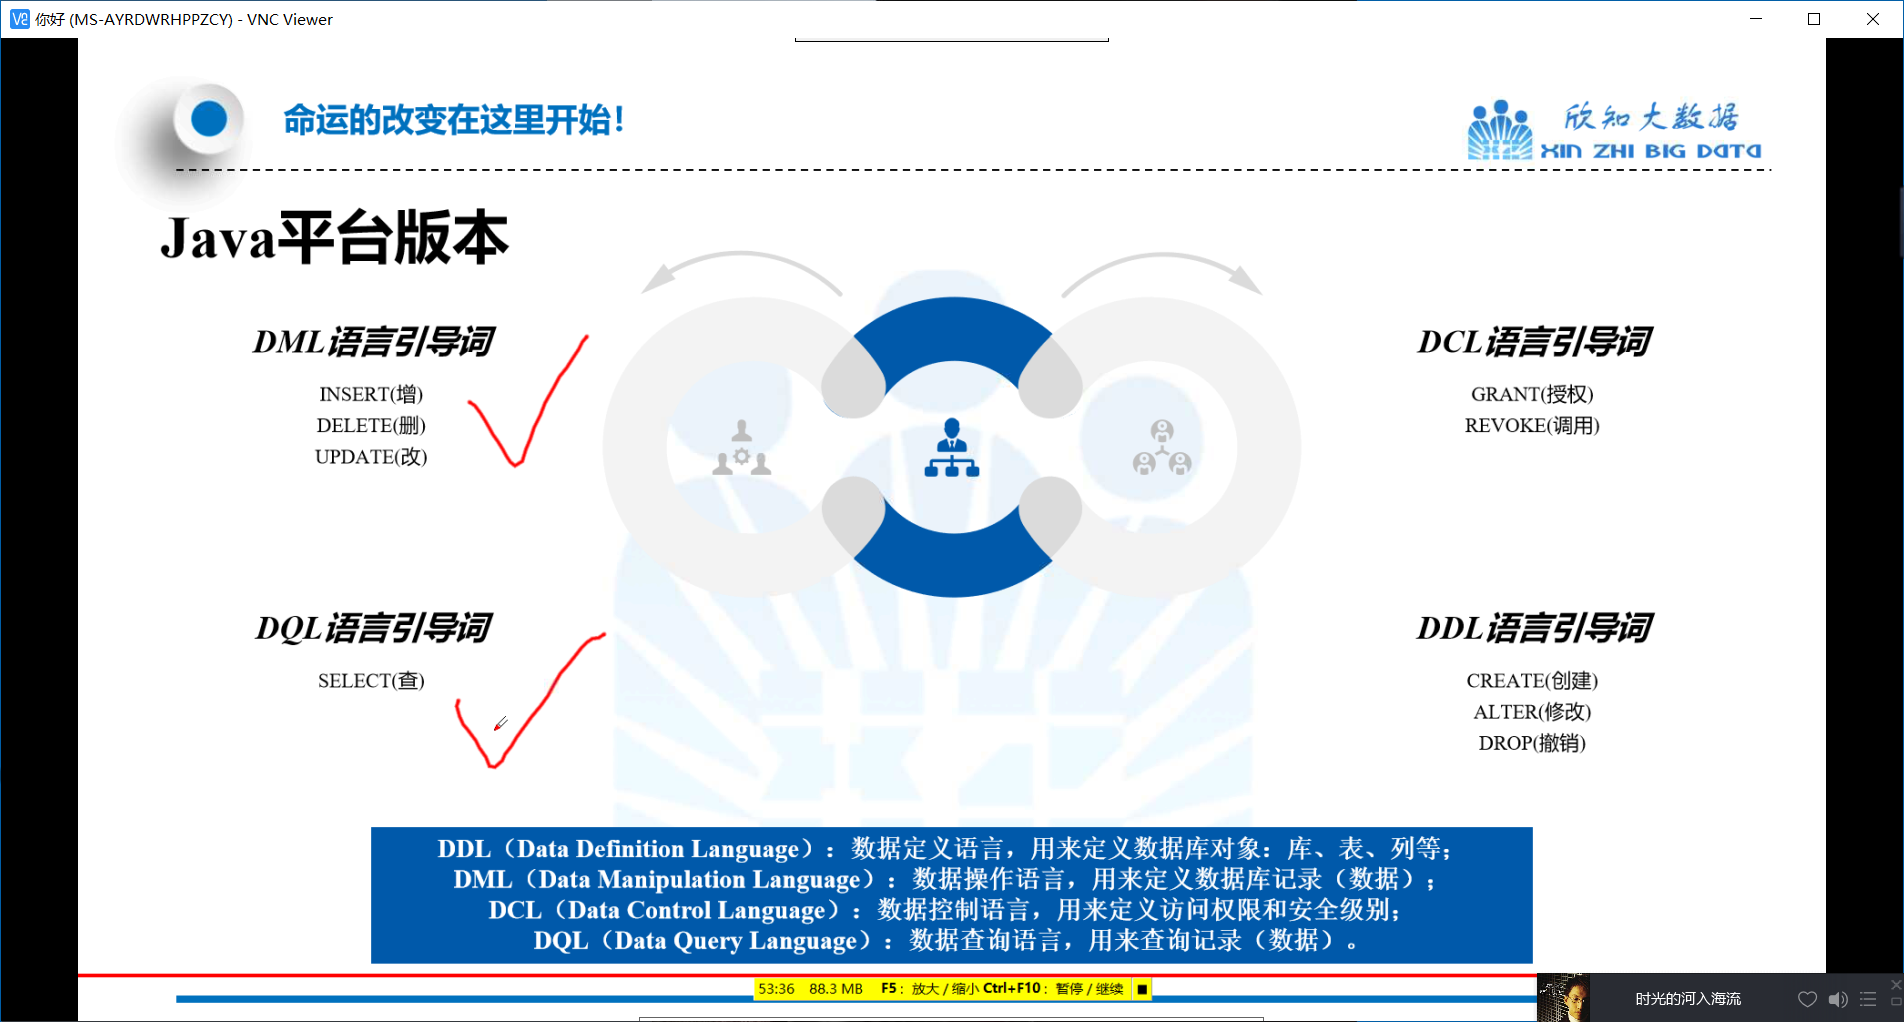 你好 (MS-AYRDWRHPPZCY) - VNC Viewer
命运的改变在这里开始！
欣知大数据
XIN ZHI BIG DATA
Java平台版本
DML语言引导词
INSERT(增)
DELETE(删)
UPDATE(改)
DCL语言引导词
GRANT(授权)
REVOKE(调用)
DQL语言引导词
SELECT(查)
DDL语言引导词
CREATE(创建)
ALTER(修改)
DROP(撤销)
DDL（Data Definition Language）：数据定义语言，用来定义数据库对象：库、表、列等；
DML（Data Manipulation Language）：数据操作语言，用来定义数据库记录（数据）；
DCL（Data Control Language）：数据控制语言，用来定义访问权限和安全级别；
DQL（Data Query Language）：数据查询语言，用来查询记录（数据）。
53:36 88.3 MB F5：放大 / 缩小 Ctrl+F10：暂停 / 继续
时光的河入海流